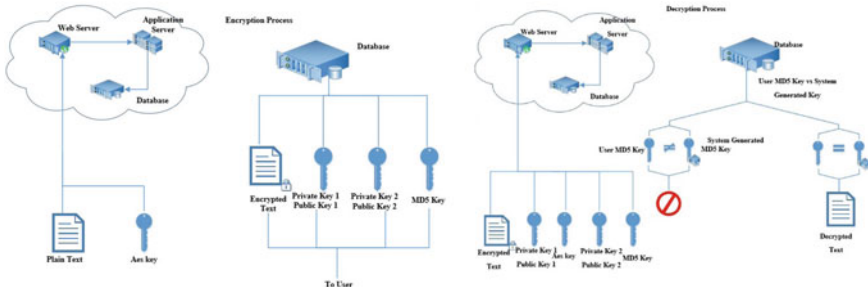 Encryption Process
Web Server
Application
Server
Database
Plain Text
Aes key
Database
Encrypted
Text
Private Key 1
Public Key 1
Private Key 2
Public Key 2
MD5 Key
To User
Decryption Process
Web Server
Application
Server
Database
Encrypted
Text
Private Key 1
Public Key 1
Aes key
Private Key 2
Public Key 2
MD5 Key
Database
User MD5 Key vs System
Generated Key
User MD5 Key
≠
System Generated
MD5 Key
=
Decrypted
Text